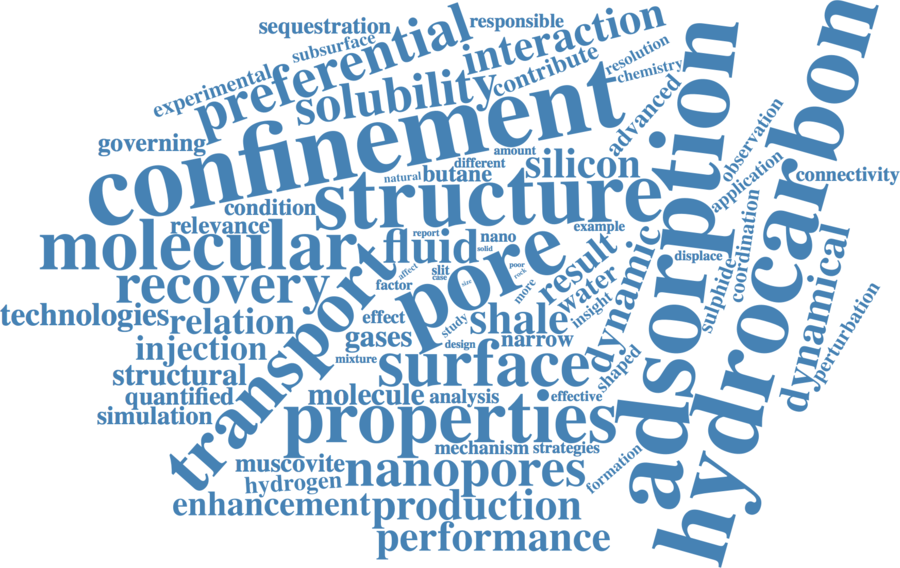 sequestration
responsible
subsurface
preferential
interaction
experimental
solubility
contribute
resolution
chemistry
governing
confinement
advanced
adsorption
hydrocarbon
amount
different
natural
butane
silicon
observation
application
connectivity
condition
structure
relevance
report
fluid
nano
solid
example
molecular
affect
slit
case
poor
rock
result
dynamic
displace
coordination
recovery
factor
size
more
water
sulphide
dynamical
technologies
relation
transport
pore
effect
study
shale
insight
perturbation
injection
gases
design
narrow
structural
mixture
surface
shaped
quantified
molecule
analysis
effective
simulation
properties
mechanism
strategies
muscovite
nanopores
formation
hydrogen
enhancement
production
performance